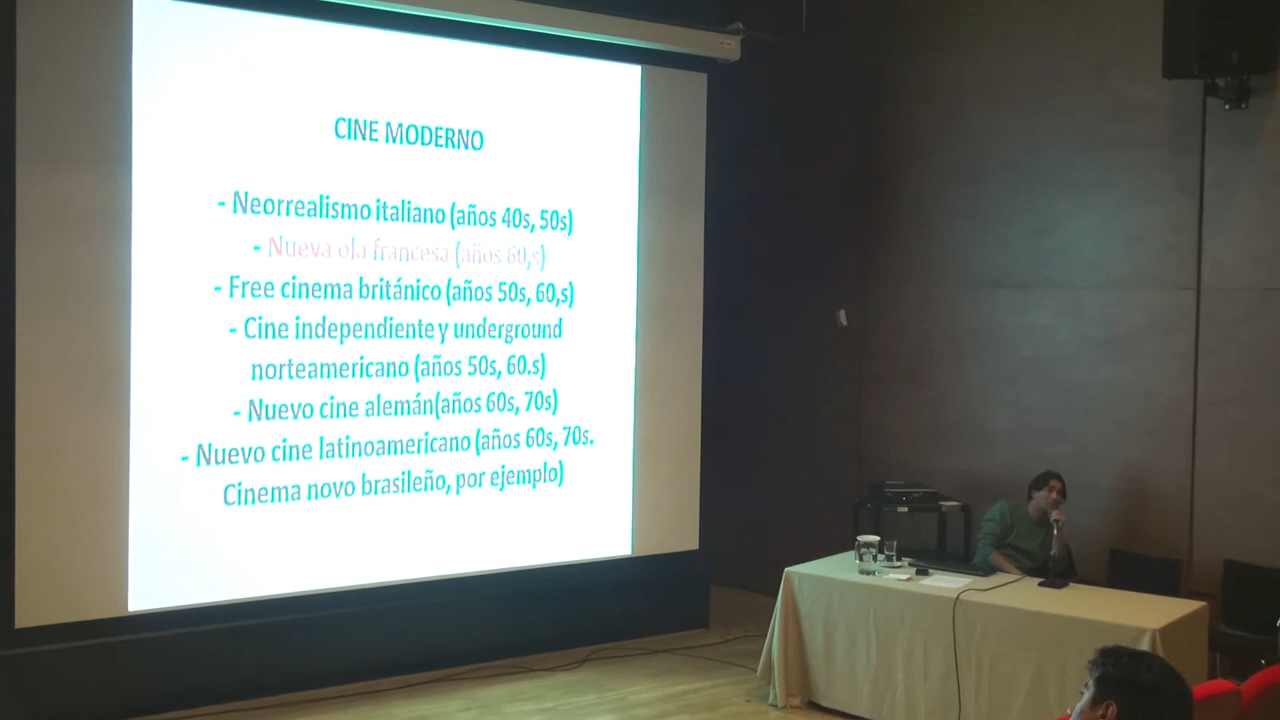 CINE MODERNO
- Neorrealismo italiano (años 40s, 50s)
- Nueva ola francesa (años 60,s)
- Free cinema británico (años 50s, 60,s)
- Cine independiente y underground
norteamericano (años 50s, 60.s)
- Nuevo cine alemán(años 60s, 70s)
- Nuevo cine latinoamericano (años 60s, 70s.
Cinema novo brasileño, por ejemplo)